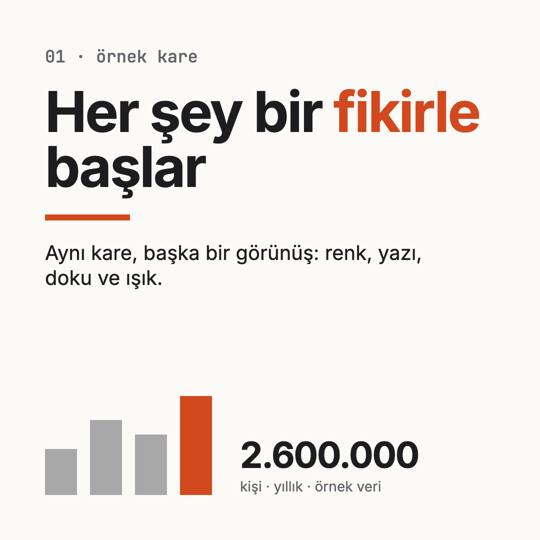 01 · örnek kare
Her şey bir fikirle
başlar
Aynı kare, başka bir görünüş: renk, yazı,
doku ve ışık.
2.600.000
kişi · yıllık · örnek veri